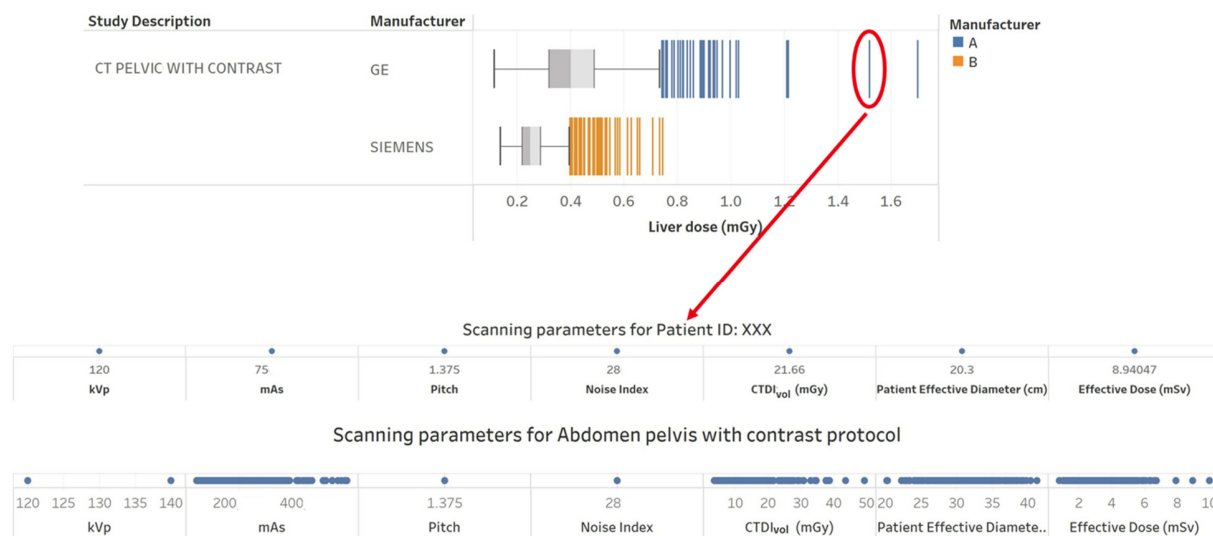 Study Description Manufacturer
CT PELVIC WITH CONTRAST GE
SIEMENS
0.2 0.4 0.6 0.8 1.0 1.2 1.4 1.6
Liver dose (mGy)
Manufacturer
A
B
Scanning parameters for Patient ID: XXX
120 75 1.375 28 21.66 20.3 8.94047
kVp mAs Pitch Noise Index CTDIvol (mGy) Patient Effective Diameter (cm) Effective Dose (mSv)
Scanning parameters for Abdomen pelvis with contrast protocol
120 125 130 135 140 200 400 1.375 28 10 20 30 40 50 20 25 30 35 40 2 4 6 8 10
kVp mAs Pitch Noise Index CTDIvol (mGy) Patient Effective Diamete.. Effective Dose (mSv)